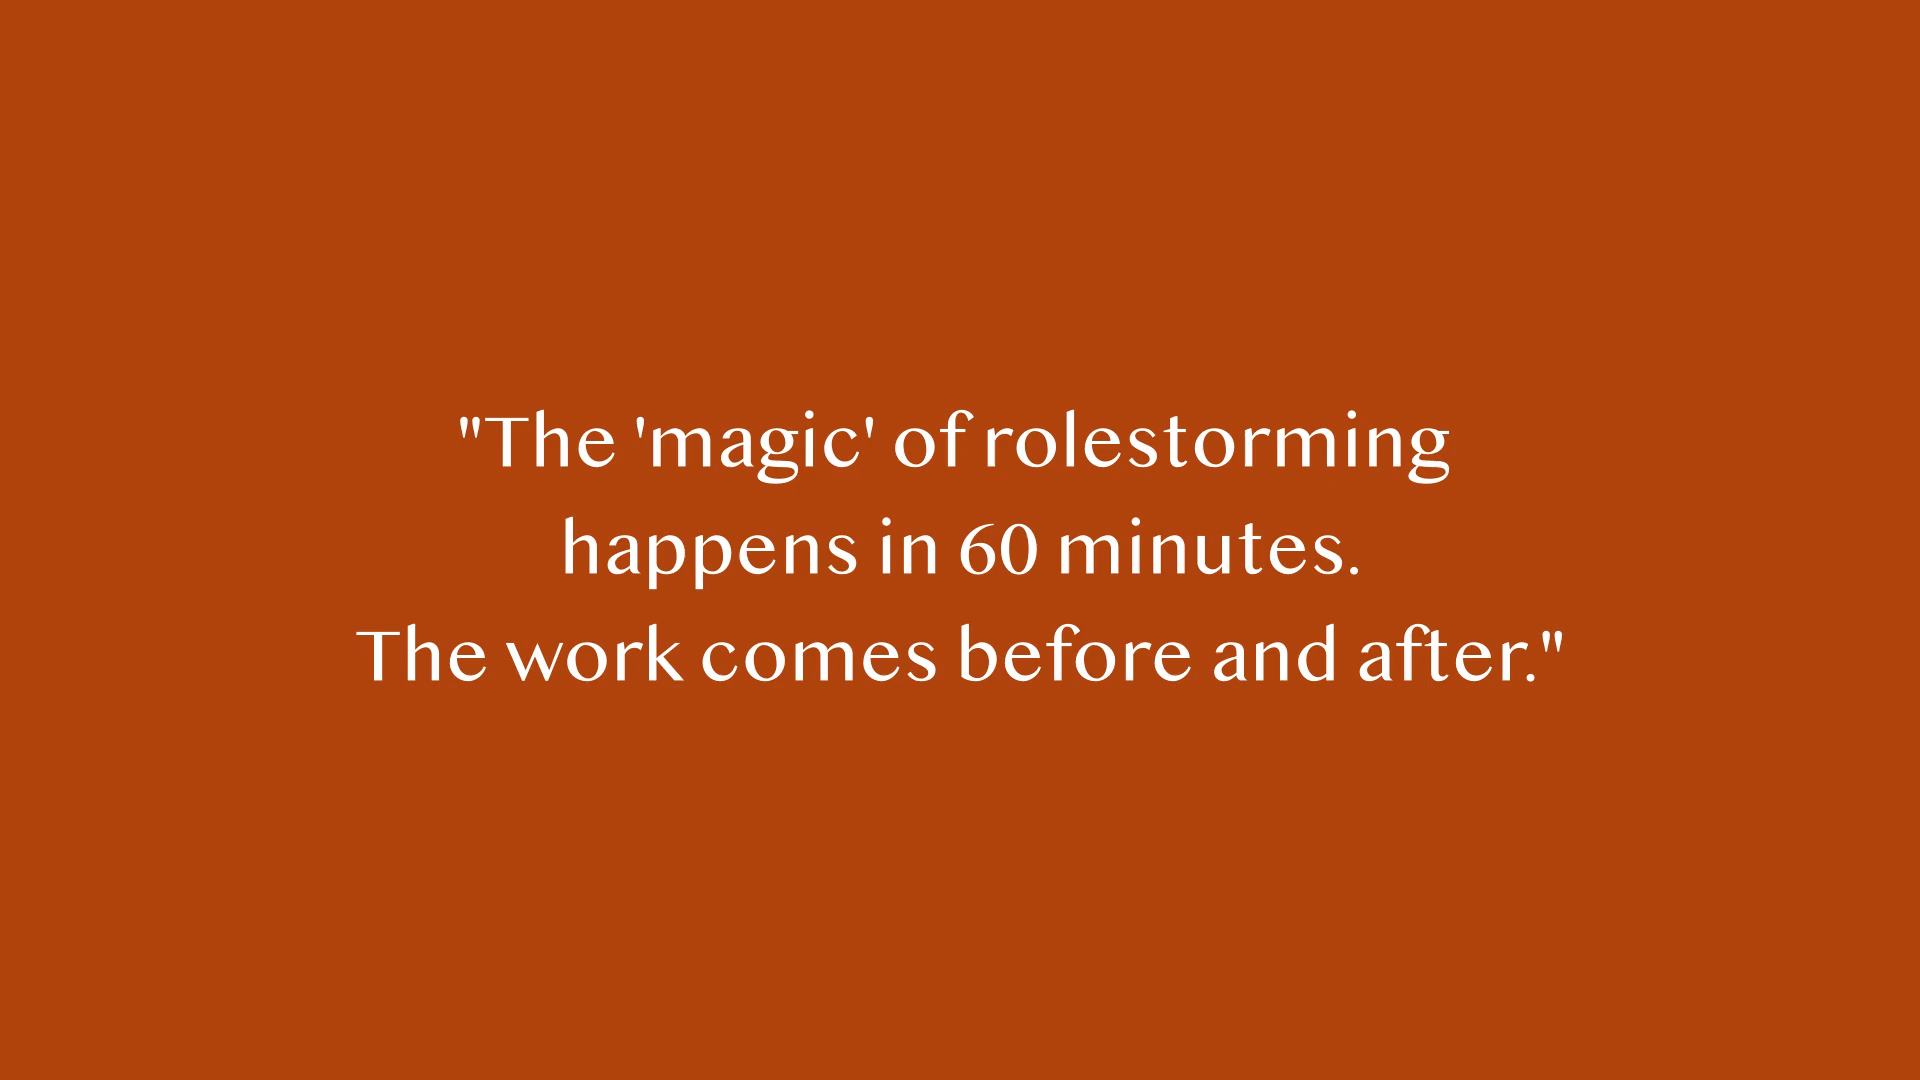 "The 'magic' of rolestorming
happens in 60 minutes.
The work comes before and after."